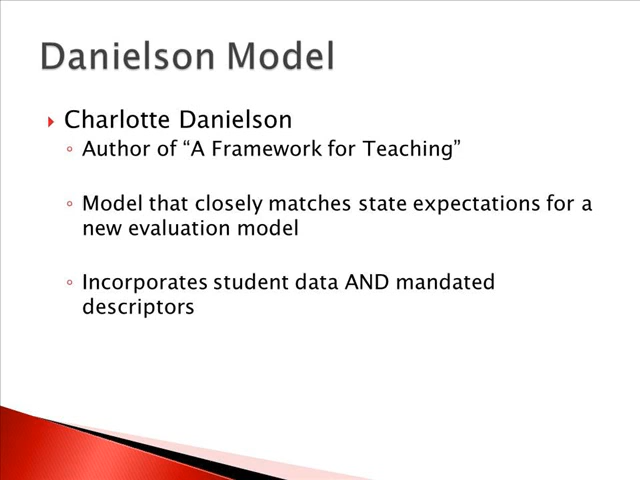 Danielson Model
Charlotte Danielson
Author of “A Framework for Teaching”
Model that closely matches state expectations for a
new evaluation model
Incorporates student data AND mandated
descriptors